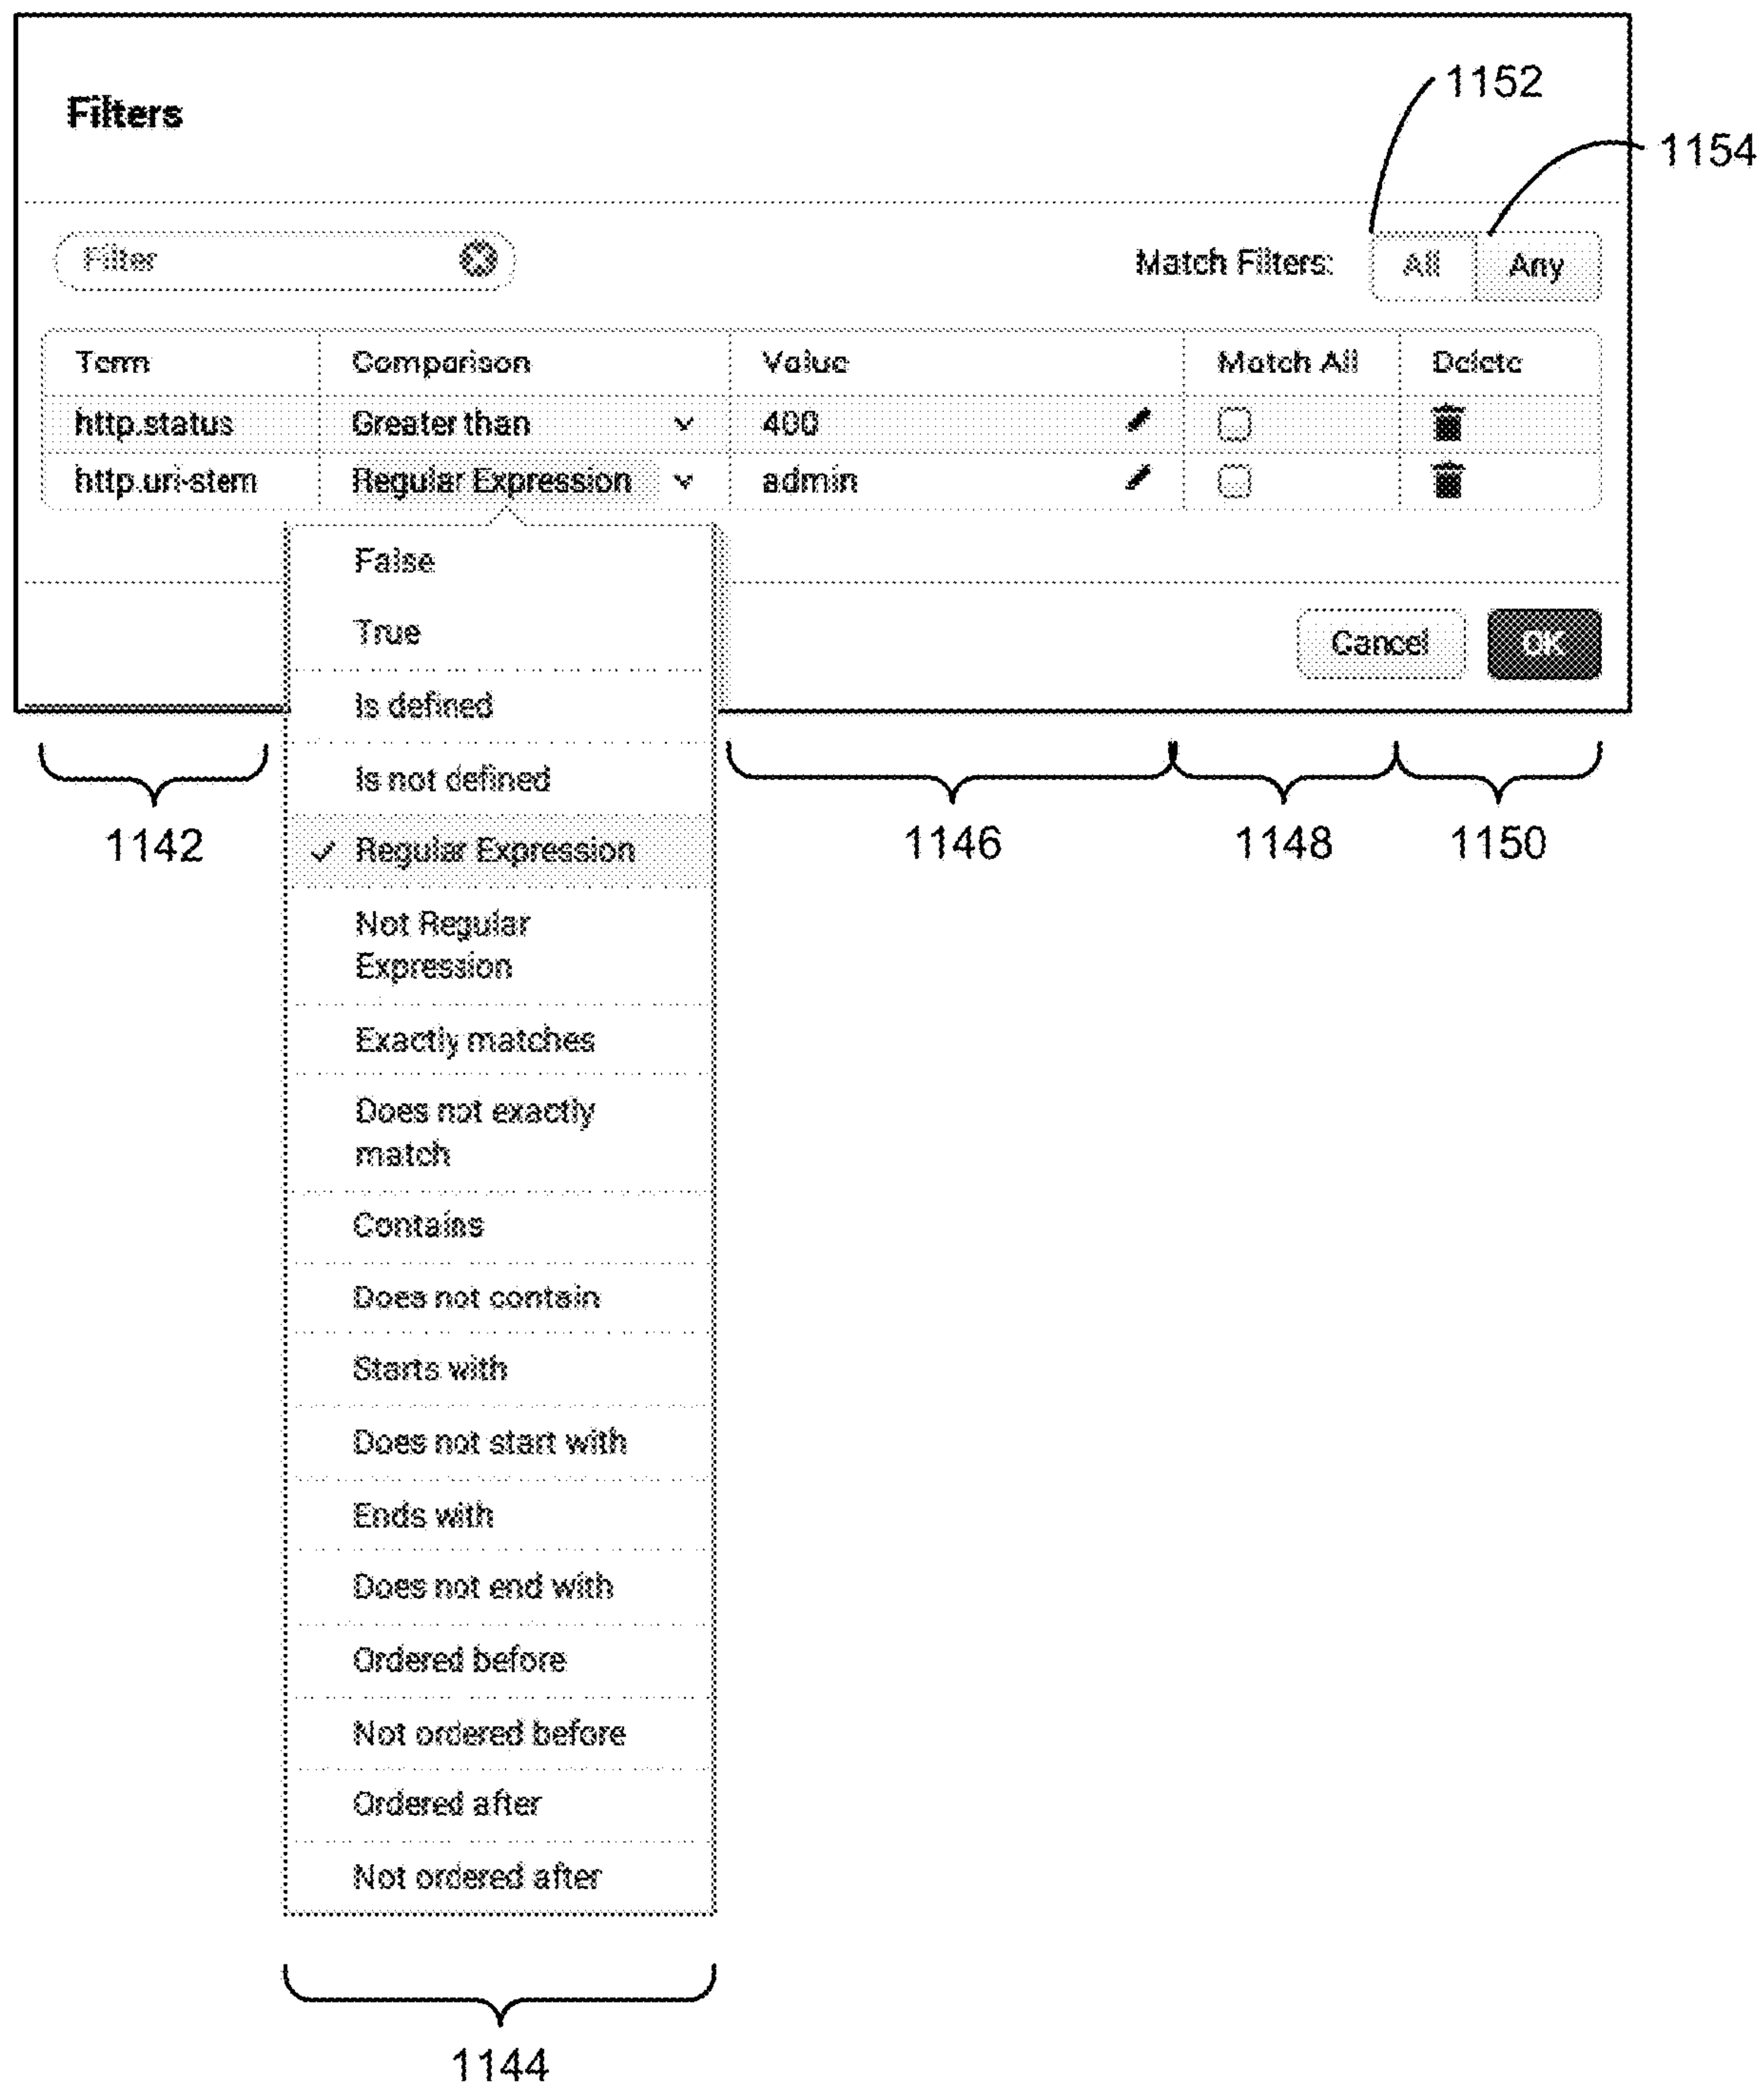 1152
1154
Filters
Filter
Match Filters: All Any
Term Comparison Value Match All Delete
http.status Greater than 400
http.uri-stem Regular Expression admin
False
True
Cancel OK
Is defined
Is not defined
1142 1146 1148 1150
Regular Expression
Not Regular
Expression
Exactly matches
Does not exactly
match
Contains
Does not contain
Starts with
Does not start with
Ends with
Does not end with
Ordered before
Not ordered before
Ordered after
Not ordered after
1144